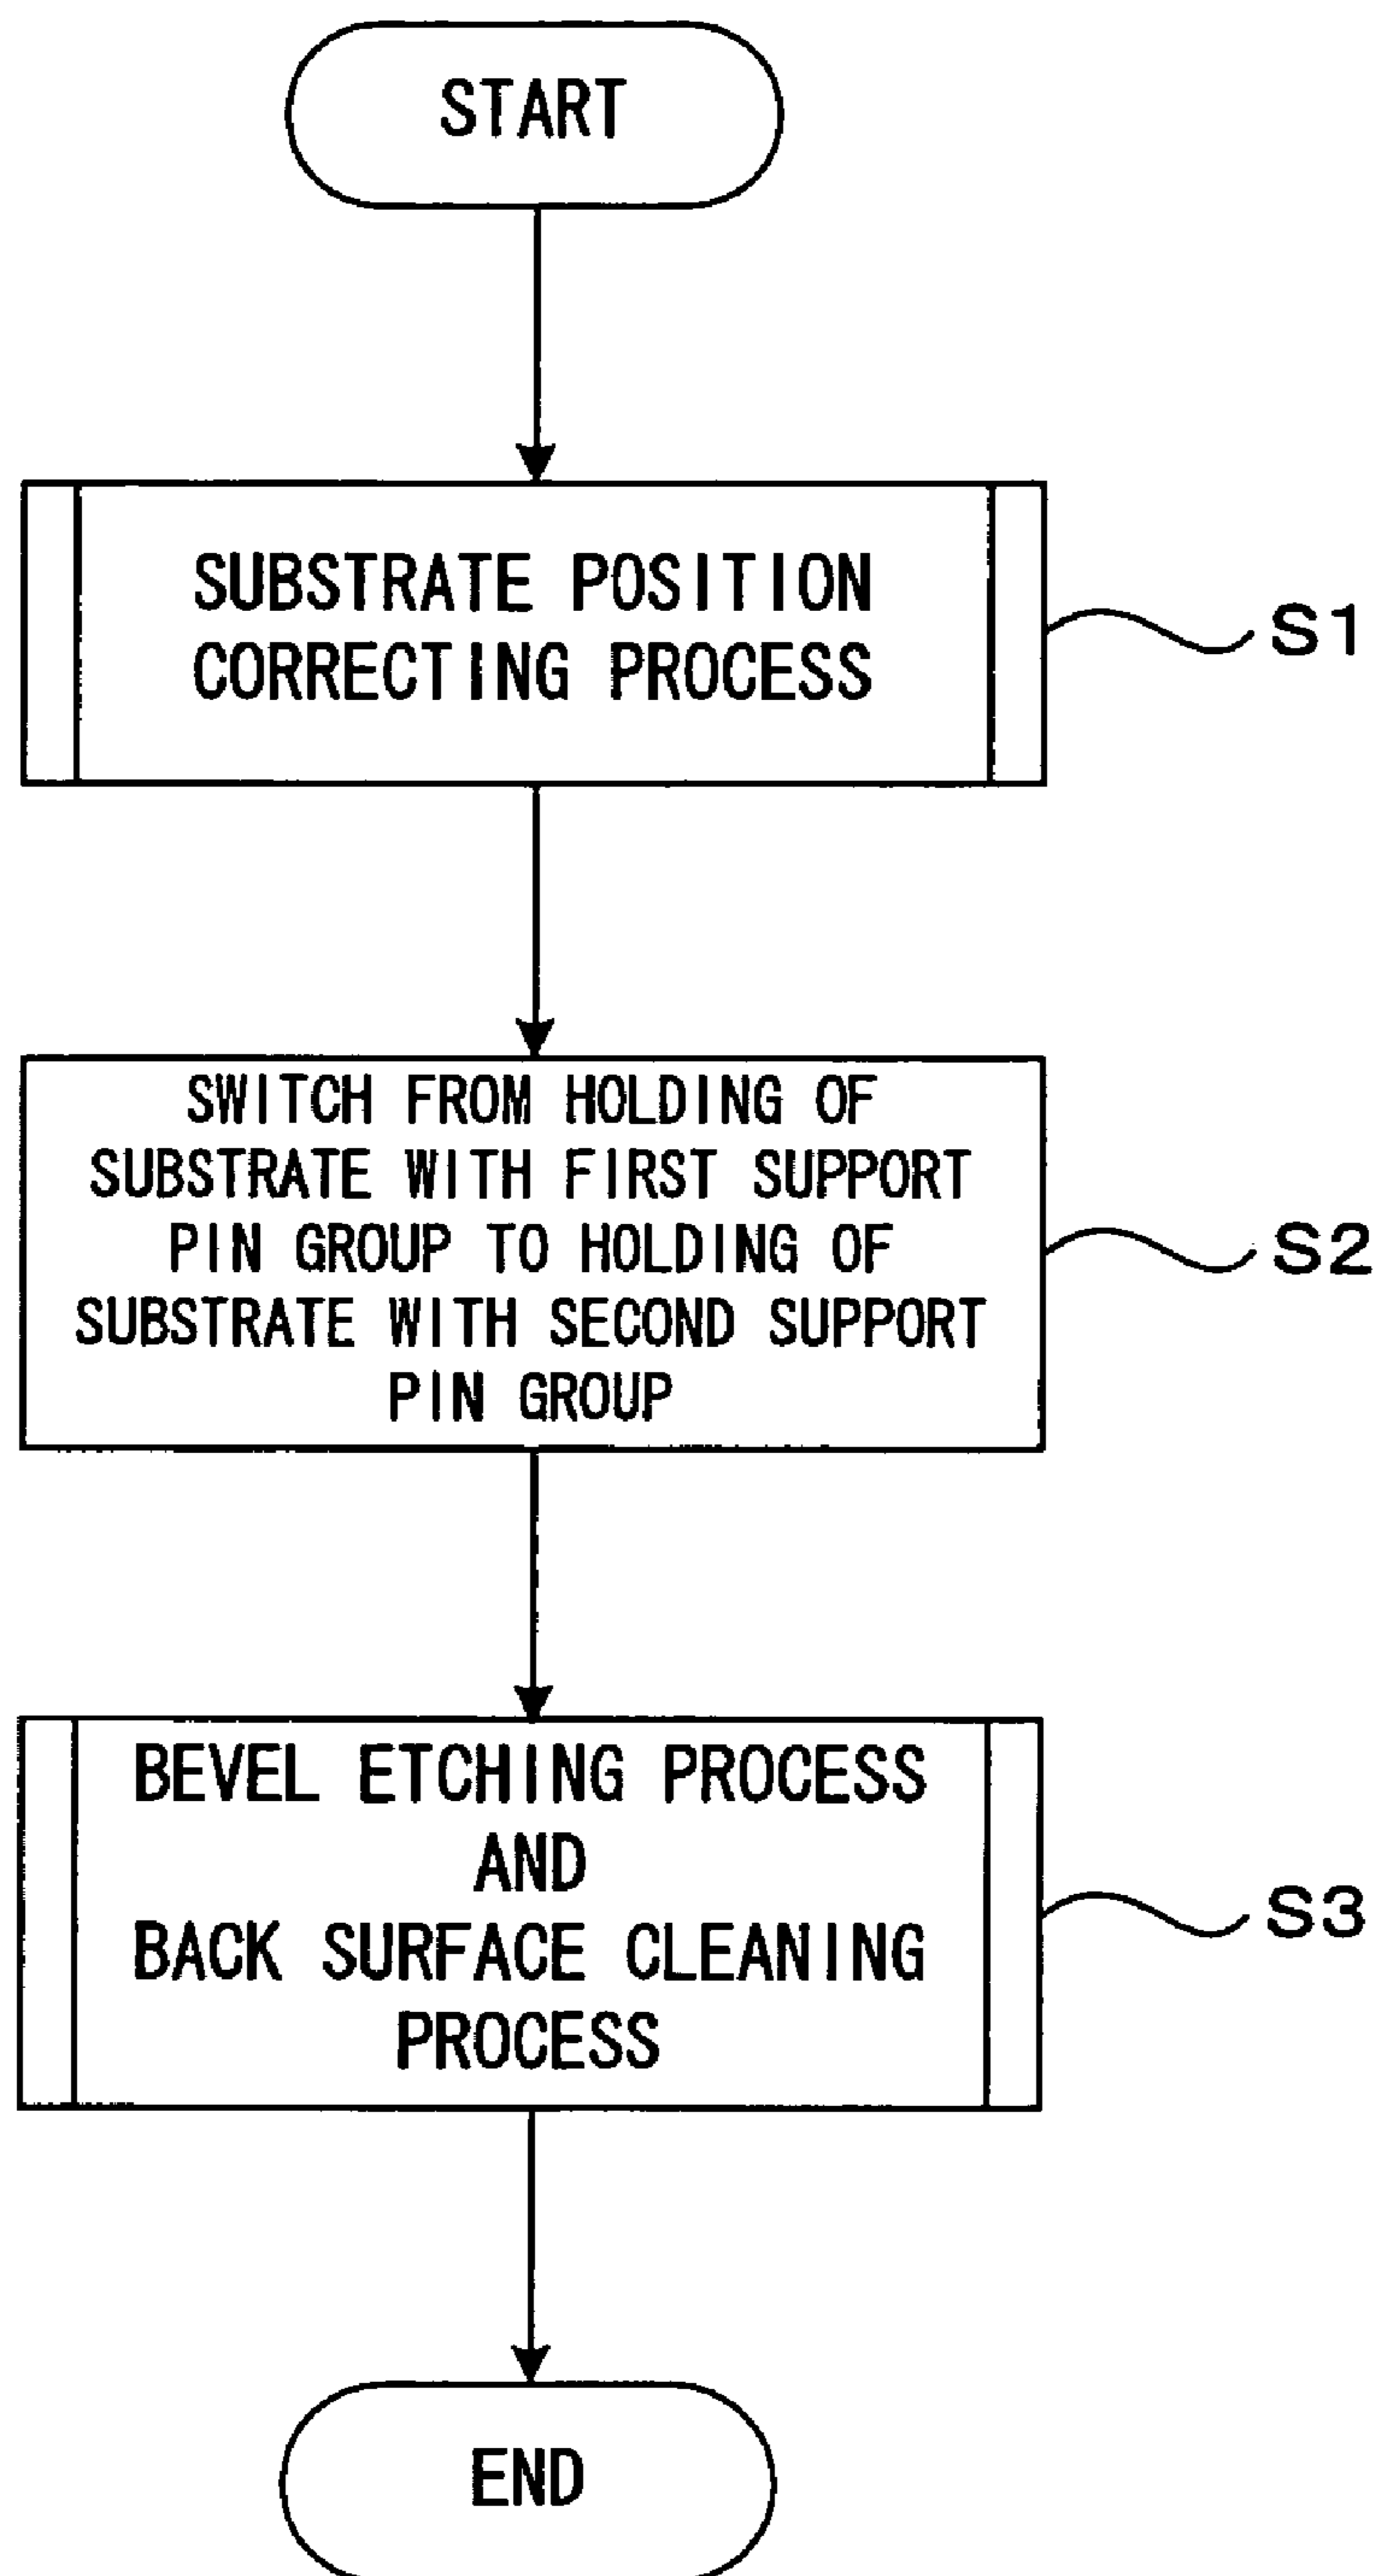 START
SUBSTRATE POSITION
CORRECTING PROCESS
S1
SWITCH FROM HOLDING OF
SUBSTRATE WITH FIRST SUPPORT
PIN GROUP TO HOLDING OF
SUBSTRATE WITH SECOND SUPPORT
PIN GROUP
S2
BEVEL ETCHING PROCESS
AND
BACK SURFACE CLEANING
PROCESS
S3
END